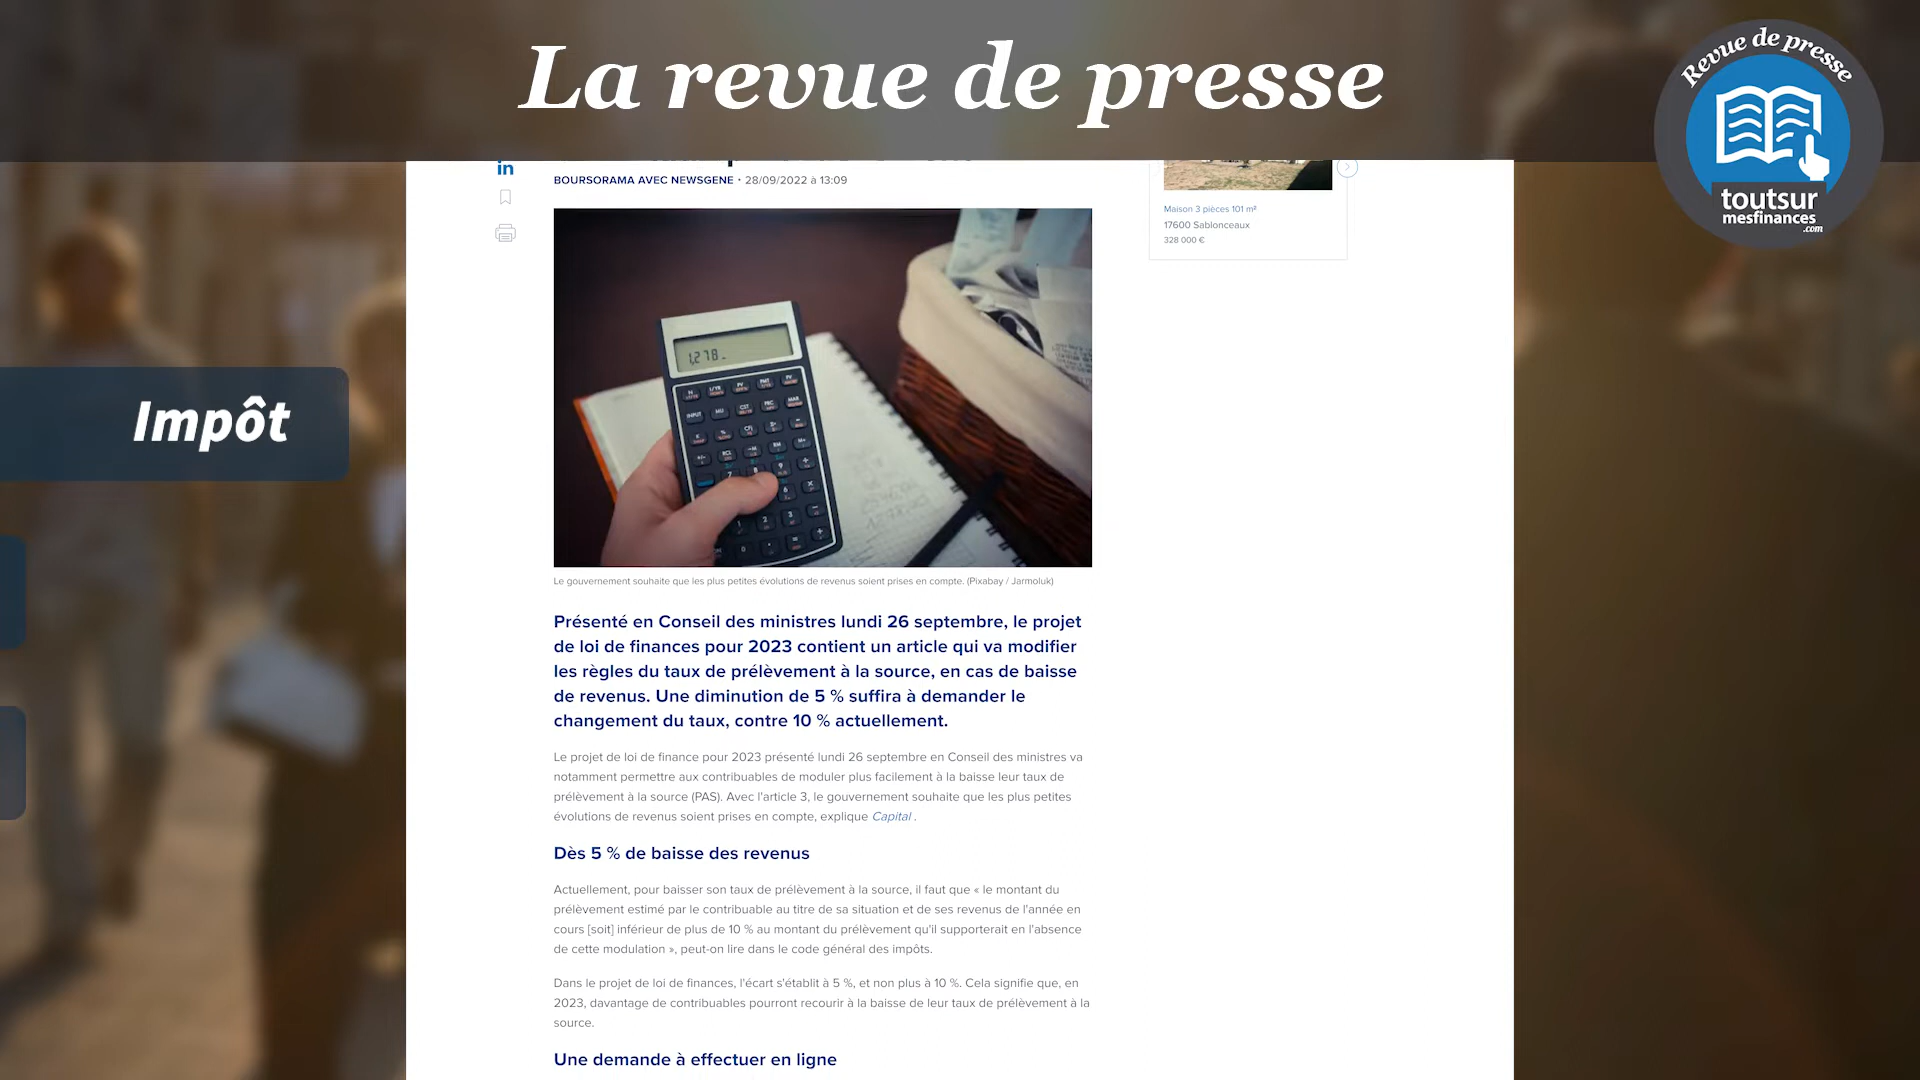 La revue de presse
Revue de presse
toutsur
mesfinances
.com
in
BOURSORAMA AVEC NEWSGENE • 28/09/2022 à 13:09
Maison 3 pièces 101 m²
17600 Sablonceaux
328 000 €
1,278
Impôt
Le gouvernement souhaite que les plus petites évolutions de revenus soient prises en compte. (Pixabay / Jarmoluk)
Présenté en Conseil des ministres lundi 26 septembre, le projet
de loi de finances pour 2023 contient un article qui va modifier
les règles du taux de prélèvement à la source, en cas de baisse
de revenus. Une diminution de 5 % suffira à demander le
changement du taux, contre 10 % actuellement.
Le projet de loi de finance pour 2023 présenté lundi 26 septembre en Conseil des ministres va
notamment permettre aux contribuables de moduler plus facilement à la baisse leur taux de
prélèvement à la source (PAS). Avec l'article 3, le gouvernement souhaite que les plus petites
évolutions de revenus soient prises en compte, explique Capital .
Dès 5 % de baisse des revenus
Actuellement, pour baisser son taux de prélèvement à la source, il faut que « le montant du
prélèvement estimé par le contribuable au titre de sa situation et de ses revenus de l'année en
cours [soit] inférieur de plus de 10 % au montant du prélèvement qu'il supporterait en l'absence
de cette modulation », peut-on lire dans le code général des impôts.
Dans le projet de loi de finances, l'écart s'établit à 5 %, et non plus à 10 %. Cela signifie que, en
2023, davantage de contribuables pourront recourir à la baisse de leur taux de prélèvement à la
source.
Une demande à effectuer en ligne